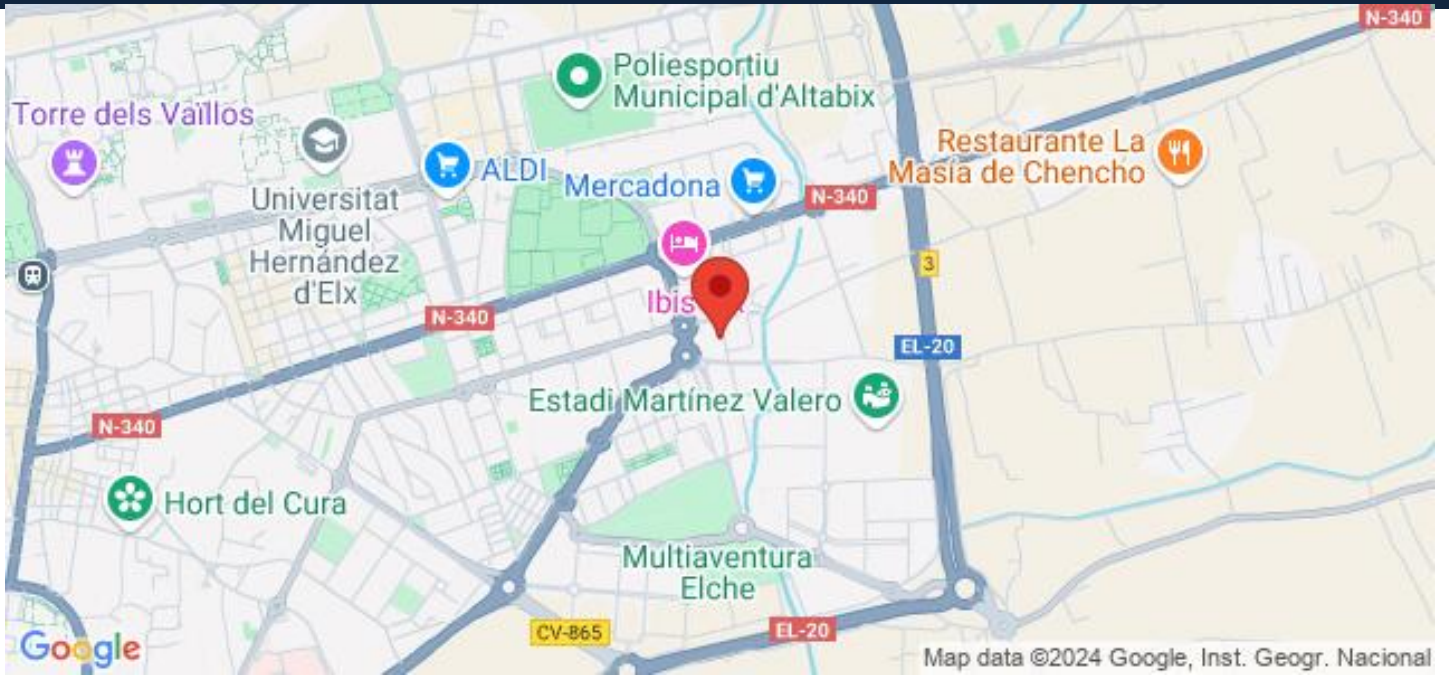 N-340
Poliesportiu
Municipal d'Altabix
Torre dels Vaïllos
Restaurante La
Masía de Chencho
ALDI
Mercadona
N-340
Universitat
Miguel
Hernández
d'Elx
3
Ibis
N-340
EL-20
Estadi Martínez Valero
N-340
Hort del Cura
Multiaventura
Elche
CV-865
EL-20
Google
Map data ©2024 Google, Inst. Geogr. Nacional